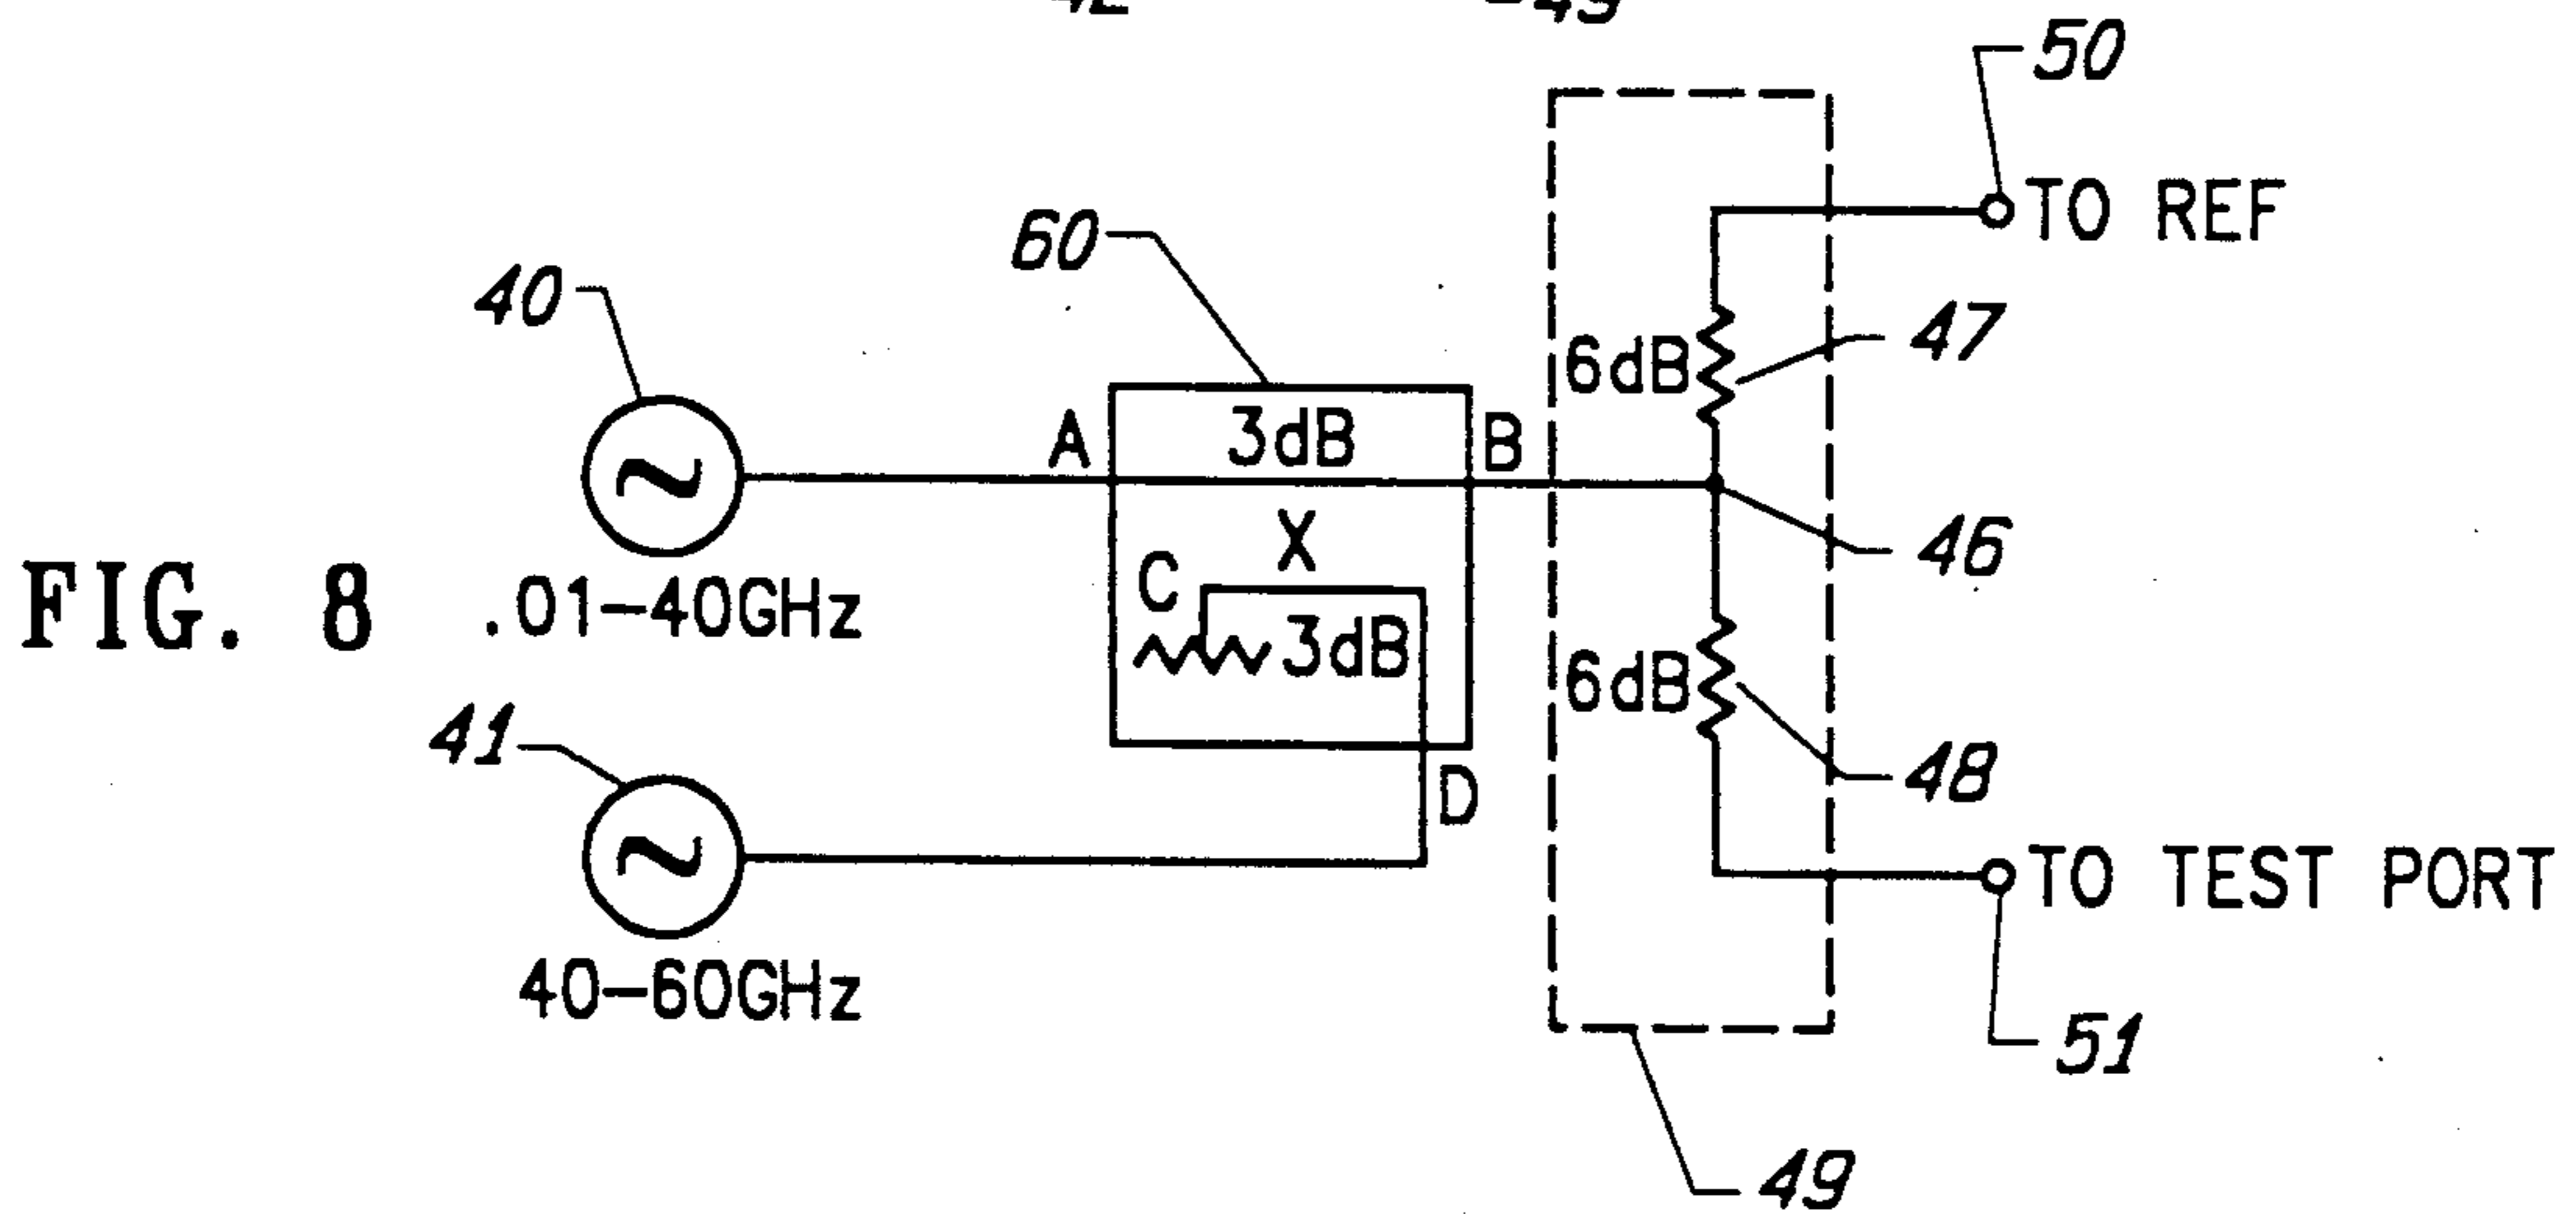 50
TO REF
60
40
47
6dB
A
3dB
B
X
46
C
FIG. 8
.01-40GHz
3dB
6dB
41
48
D
TO TEST PORT
40-60GHz
51
49